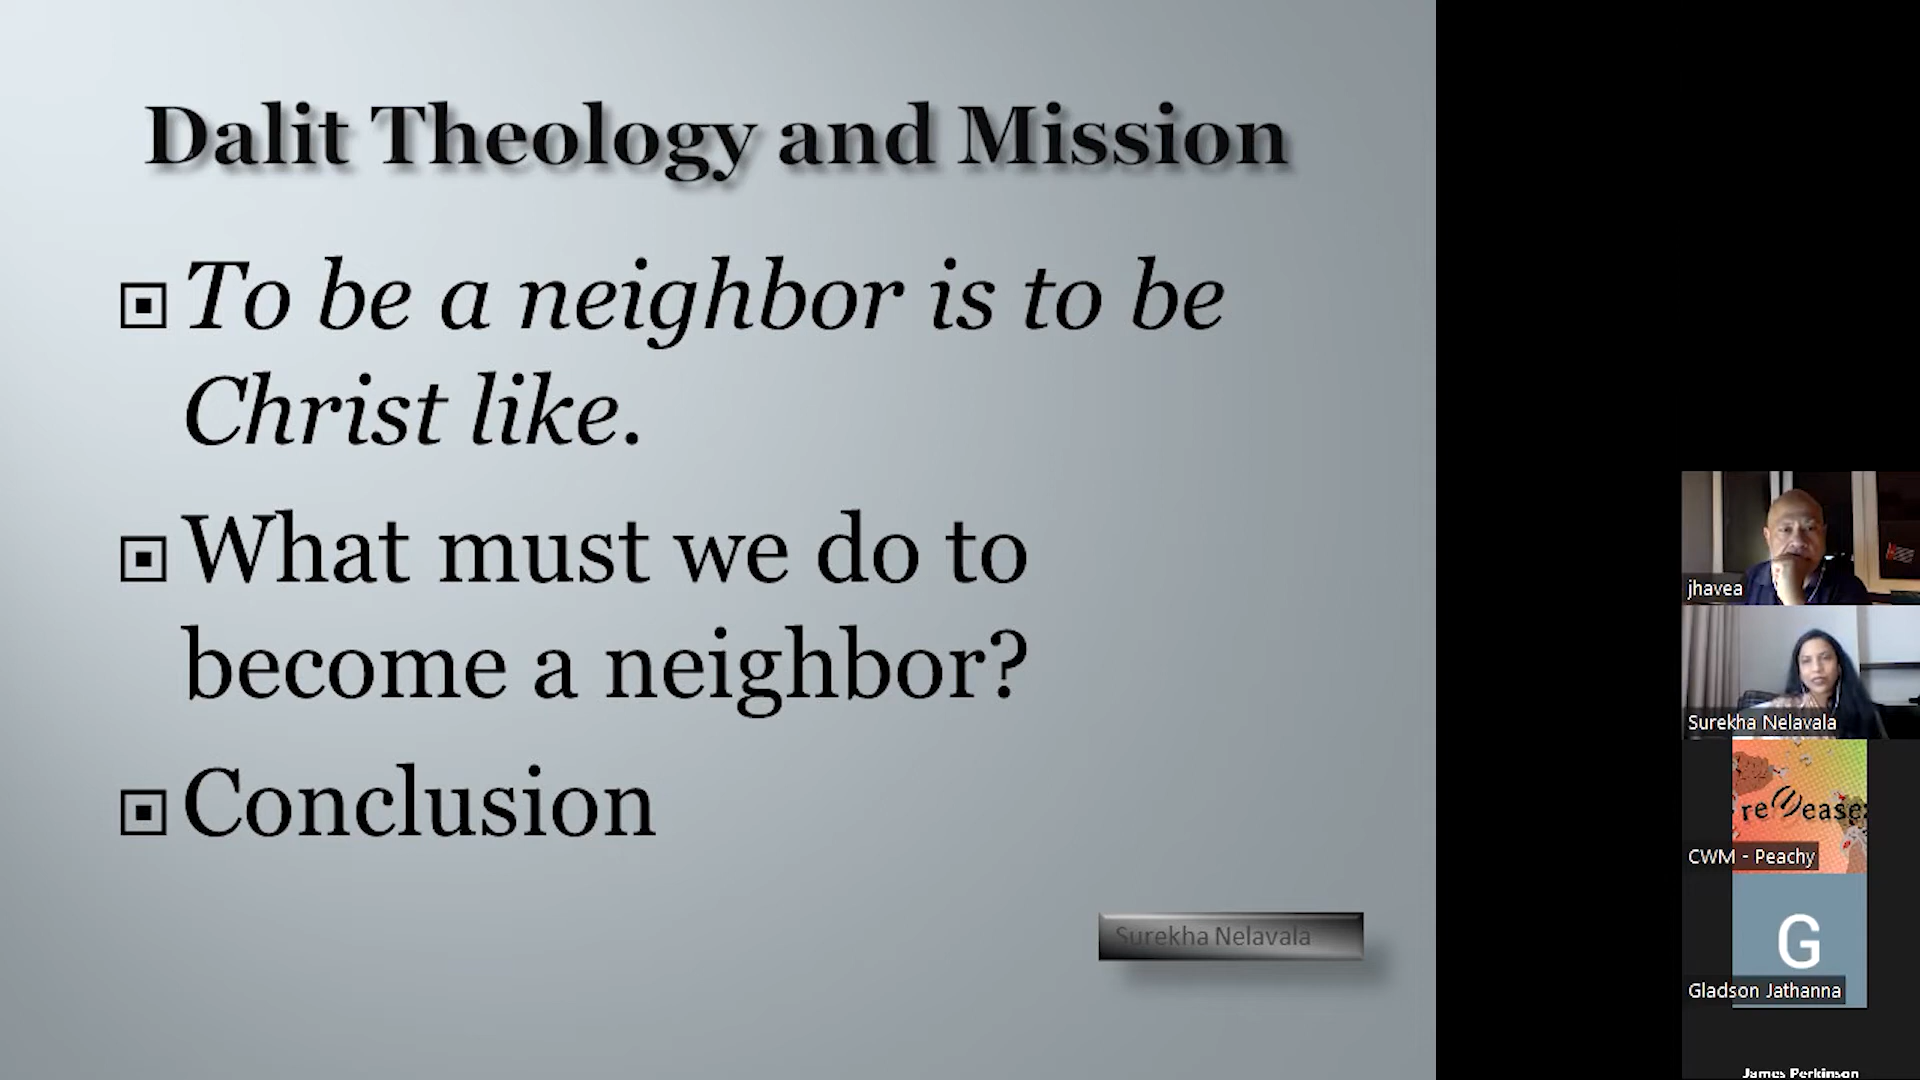 Dalit Theology and Mission
To be a neighbor is to be
Christ like.
What must we do to
become a neighbor?
Conclusion
Surekha Nelavala
jhavea
Surekha Nelavala
CWM - Peachy
G
Gladson Jathanna
James Perkinson